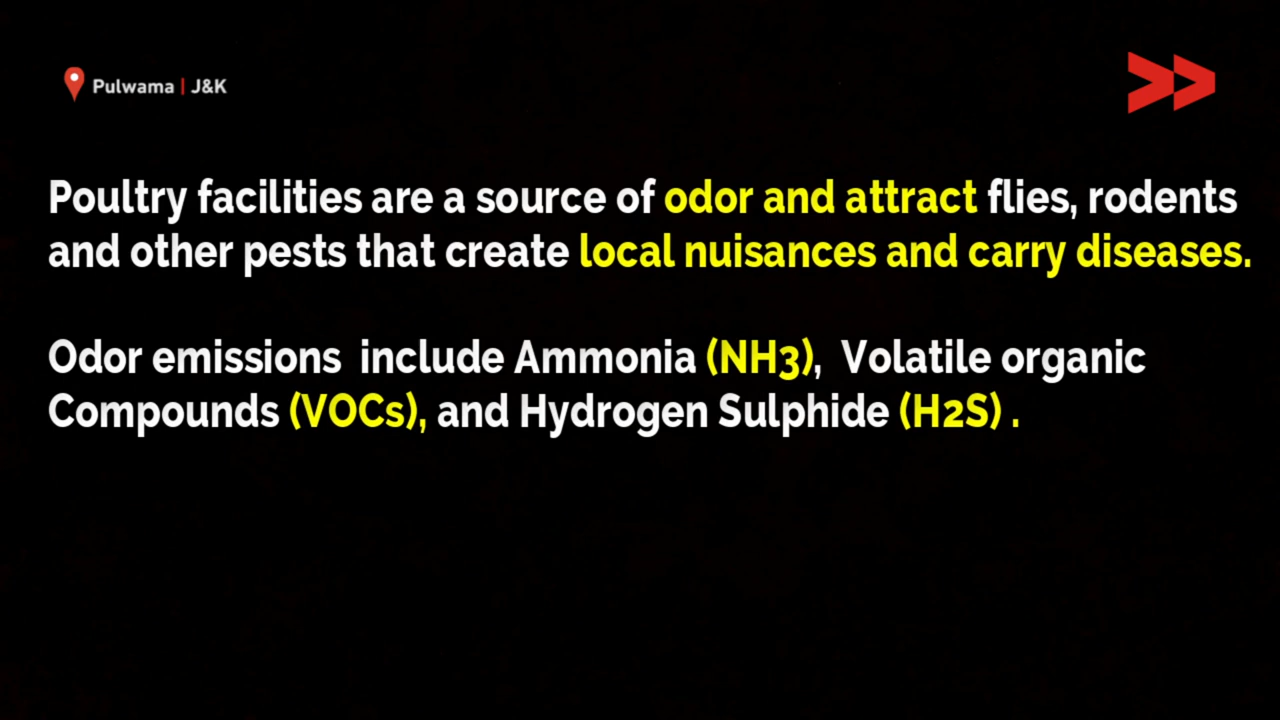 Pulwama | J&K
Poultry facilities are a source of odor and attract flies, rodents
and other pests that create local nuisances and carry diseases.
Odor emissions  include Ammonia (NH3),  Volatile organic
Compounds (VOCs), and Hydrogen Sulphide (H2S) .